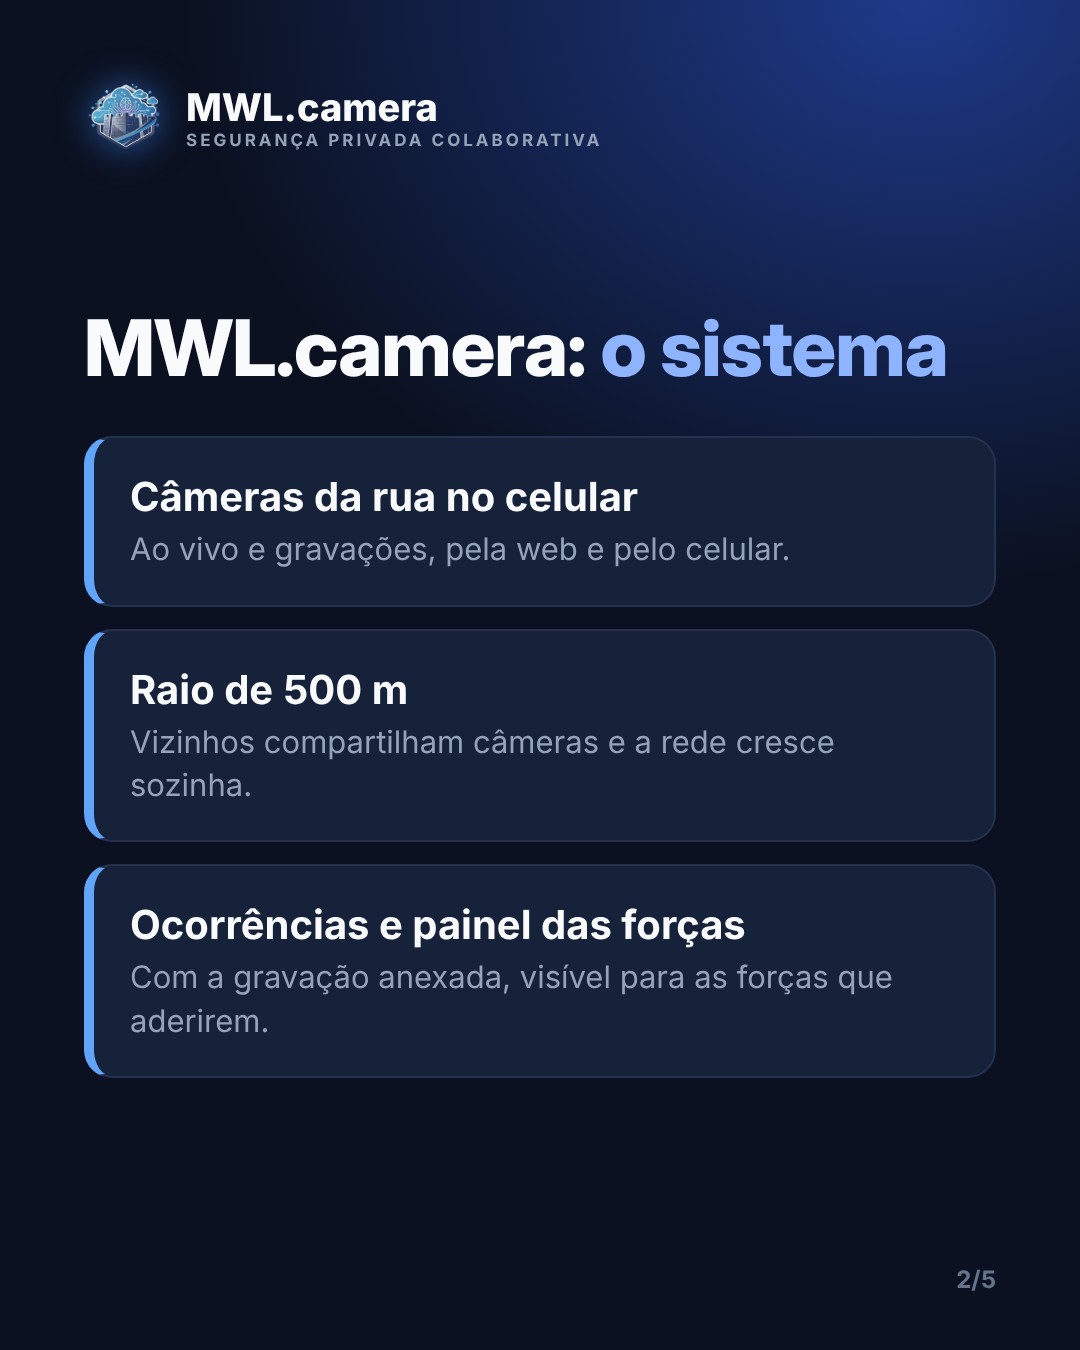 MWL.camera
SEGURANÇA PRIVADA COLABORATIVA
MWL.camera: o sistema
Câmeras da rua no celular
Ao vivo e gravações, pela web e pelo celular.
Raio de 500 m
Vizinhos compartilham câmeras e a rede cresce
sozinha.
Ocorrências e painel das forças
Com a gravação anexada, visível para as forças que
aderirem.
2/5